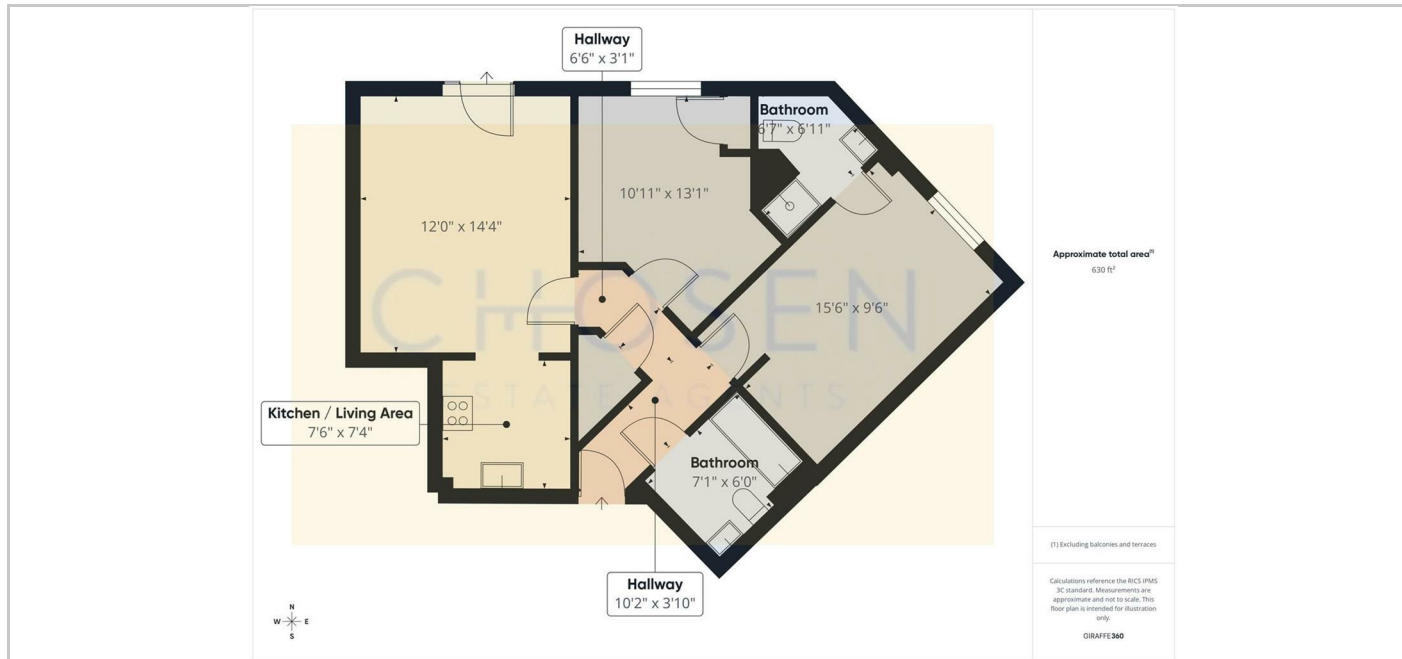 Hallway
6'6" x 3'1"
Bathroom
6'7" x 6'11"
10'11" x 13'1"
12'0" x 14'4"
15'6" x 9'6"
CHOSEN
ESTATE AGENTS
Kitchen / Living Area
7'6" x 7'4"
Bathroom
7'1" x 6'0"
Hallway
10'2" x 3'10"
N
W E
S
Approximate total area(1)
630 ft²
(1) Excluding balconies and terraces
Calculations reference the RICS IPMS
3C standard. Measurements are
approximate and not to scale. This
floor plan is intended for illustration
only.
GIRAFFE360